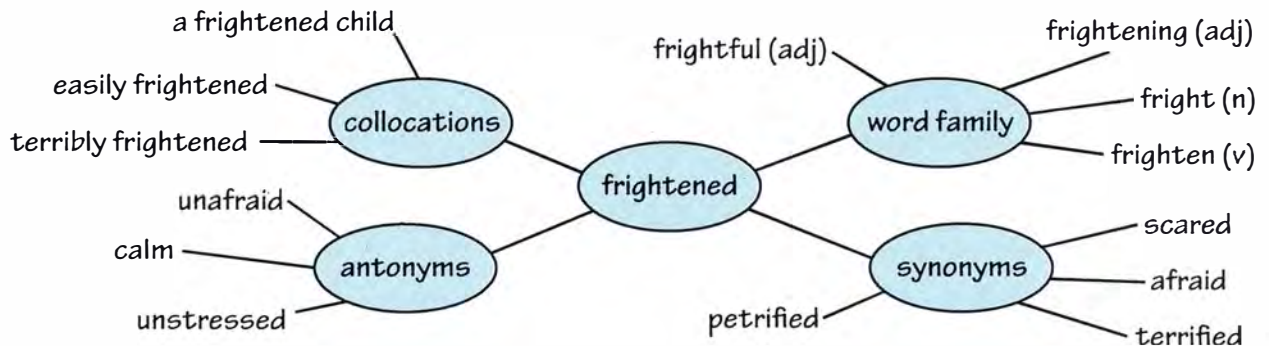 a frightened child
easily frightened
terribly frightened
collocations
frightful (adj)
frightening (adj)
fright (n)
frighten (v)
word family
frightened
unafraid
calm
unstressed
antonyms
synonyms
scared
afraid
terrified
petrified